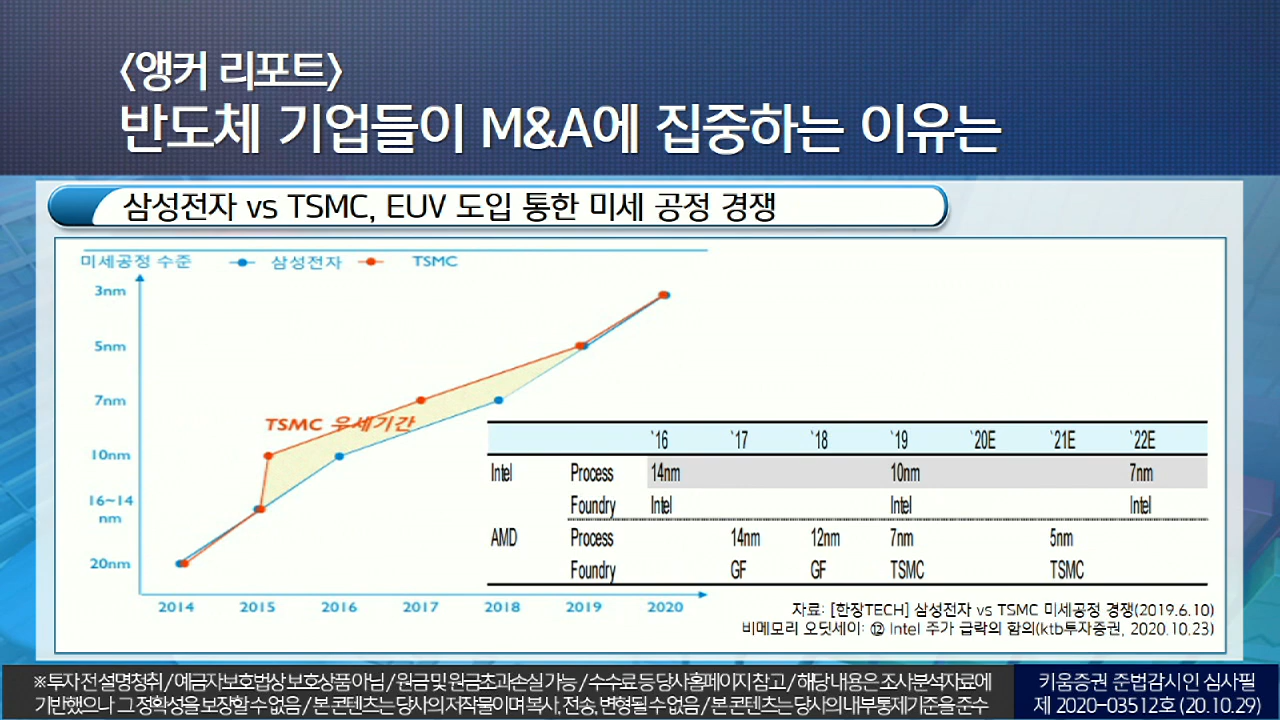 〈앵커 리포트〉
반도체 기업들이 M&A에 집중하는 이유는
삼성전자 vs TSMC, EUV 도입 통한 미세 공정 경쟁
미세공정 수준 삼성전자 TSMC
3nm
5nm
7nm
TSMC 우세기간
10nm
16~14
nm
20nm
2014 2015 2016 2017 2018 2019 2020
`16 `17 `18 `19 `20E `21E `22E
Intel Process 14nm 10nm 7nm
Foundry Intel Intel Intel
AMD Process 14nm 12nm 7nm 5nm
Foundry GF GF TSMC TSMC
자료: [한장TECH] 삼성전자 vs TSMC 미세공정 경쟁(2019.6.10)
비메모리 오딧세이: ⑫ Intel 주가 급락의 함의(ktb투자증권, 2020.10.23)
※ 투자 전 설명청취 / 예금자보호법상 보호상품 아님 / 원금 및 원금초과손실 가능 / 수수료 등 당사 홈페이지 참고 / 해당 내용은 조사분석자료에
기반했으나 그 정확성을 보장할 수 없음 / 본 콘텐츠는 당사의 저작물이며 복사, 전송, 변형될 수 없음 / 본 콘텐츠는 당사의 내부통제기준을 준수
키움증권 준법감시인 심사필
제 2020-03512호 (20.10.29)